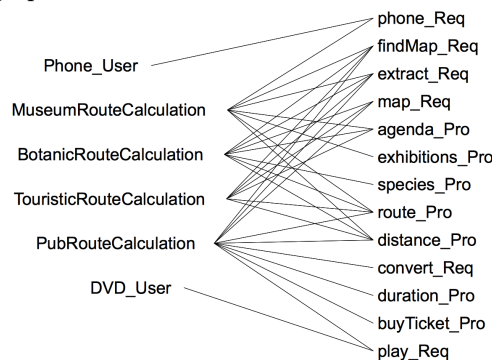 Phone_User
MuseumRouteCalculation
BotanicRouteCalculation
TouristicRouteCalculation
PubRouteCalculation
DVD_User
phone_Req
findMap_Req
extract_Req
map_Req
agenda_Pro
exhibitions_Pro
species_Pro
route_Pro
distance_Pro
convert_Req
duration_Pro
buyTicket_Pro
play_Req